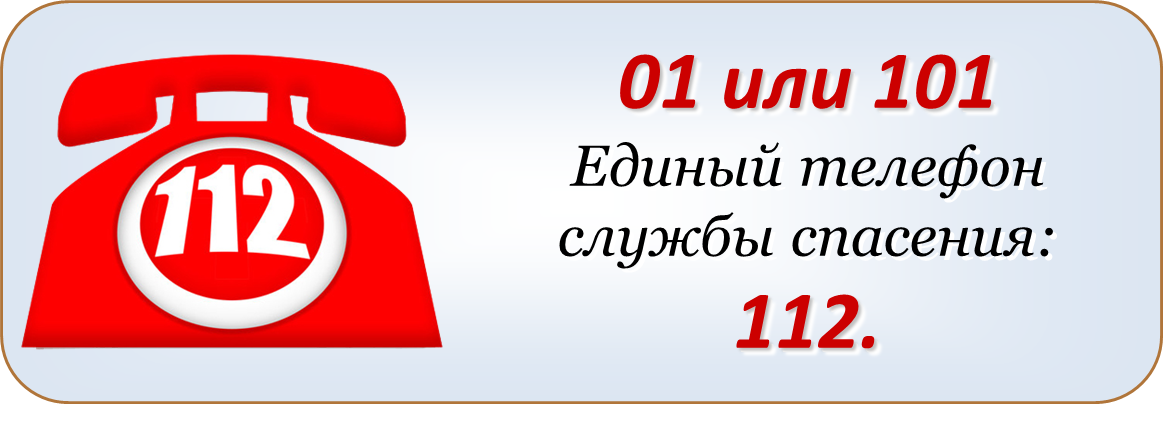 112
01 или 101
Единый телефон
службы спасения:
112.